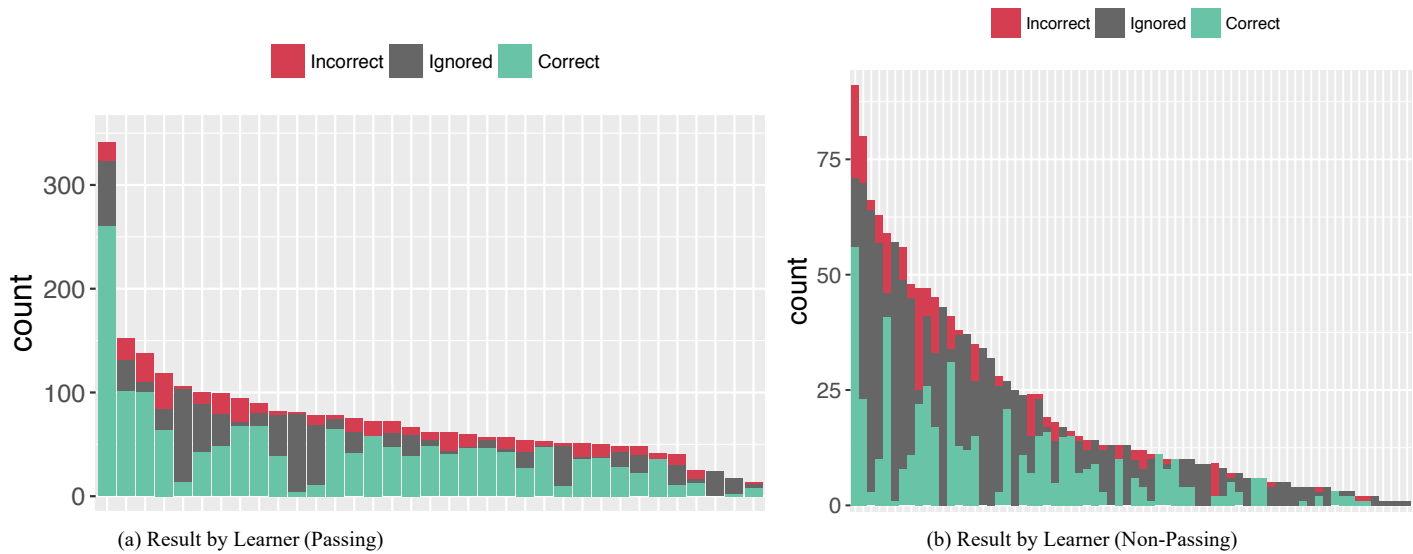 Incorrect Ignored Correct
300
200
100
0
count
(a) Result by Learner (Passing)
Incorrect Ignored Correct
75
50
25
0
count
(b) Result by Learner (Non-Passing)